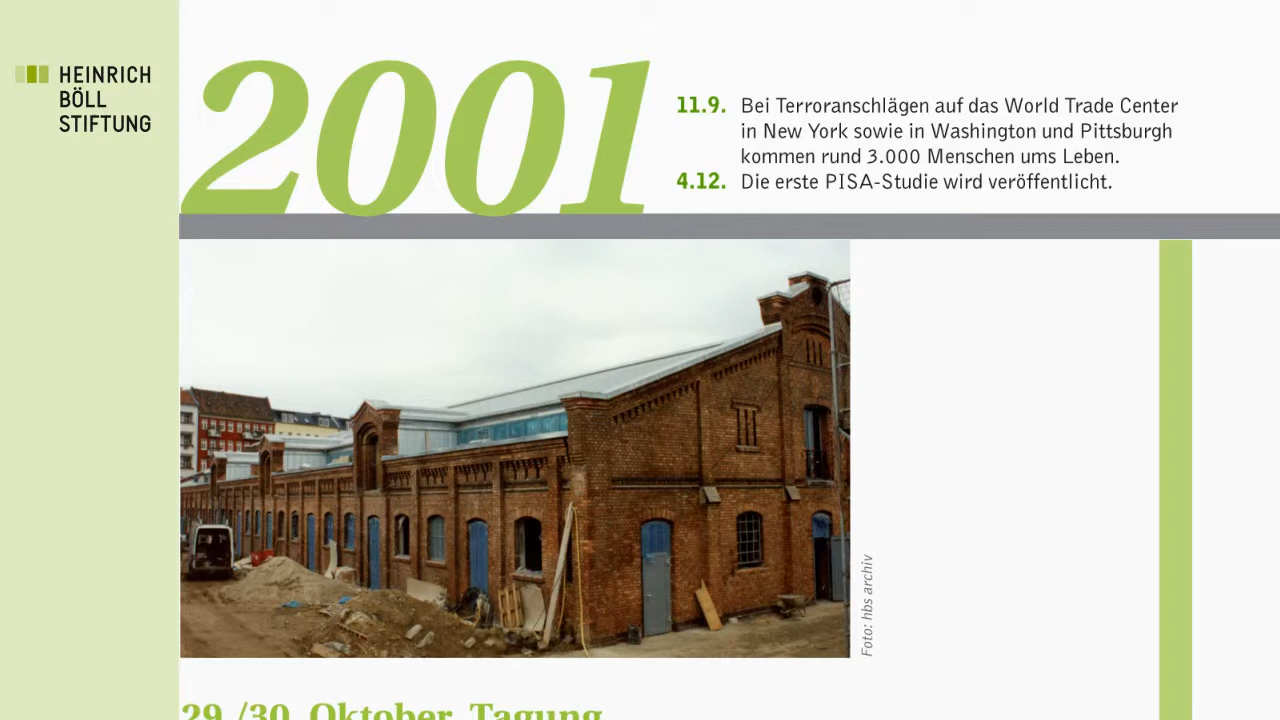 HEINRICH
BÖLL
STIFTUNG
2001
11.9. Bei Terroranschlägen auf das World Trade Center
in New York sowie in Washington und Pittsburgh
kommen rund 3.000 Menschen ums Leben.
4.12. Die erste PISA-Studie wird veröffentlicht.
Foto: hbs archiv
29./30. Oktober Tagung